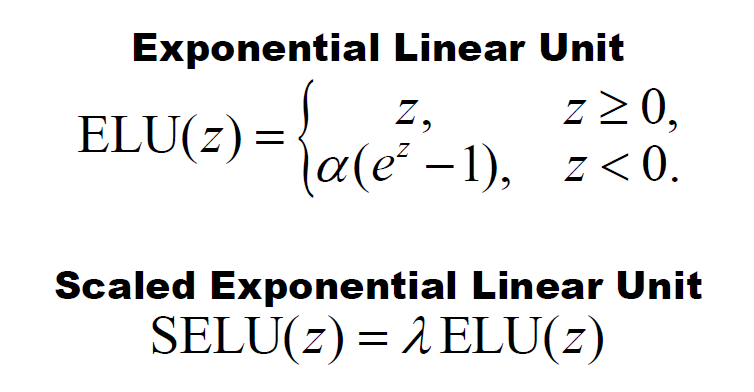 Exponential Linear Unit
ELU(z) = { z, z ≥ 0,
α(e^z − 1), z < 0.
Scaled Exponential Linear Unit
SELU(z) = λ ELU(z)